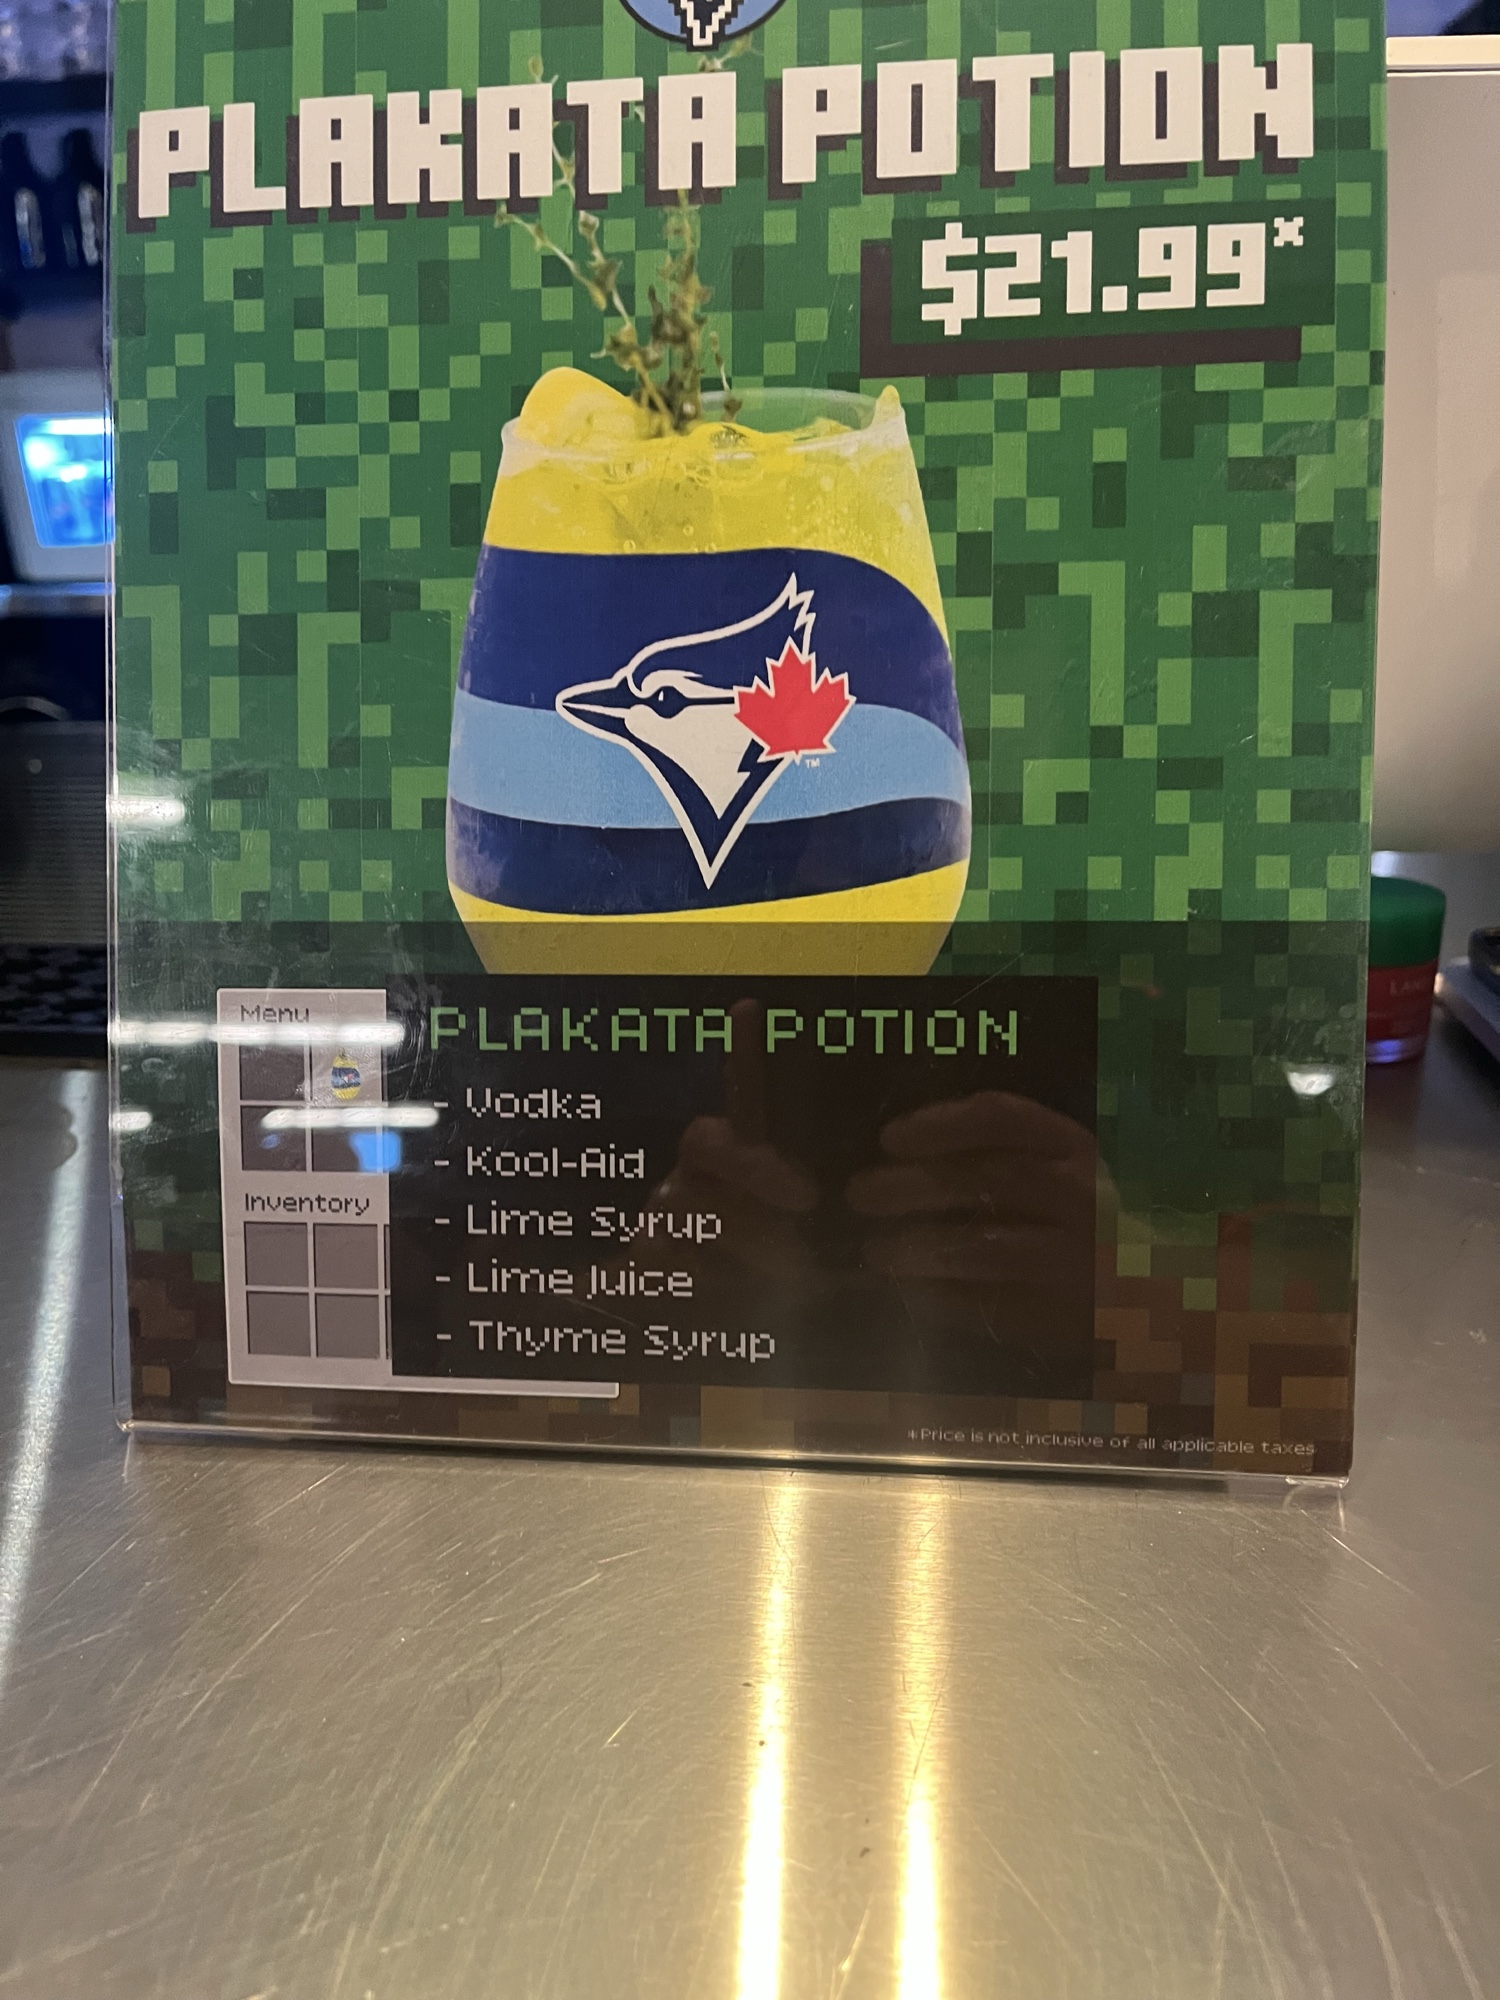 PLAKATA POTION
$21.99*
TM
Menu
PLAKATA POTION
- Vodka
- Kool-Aid
Inventory
- Lime Syrup
- Lime Juice
- Thyme Syrup
*Price is not inclusive of all applicable taxes